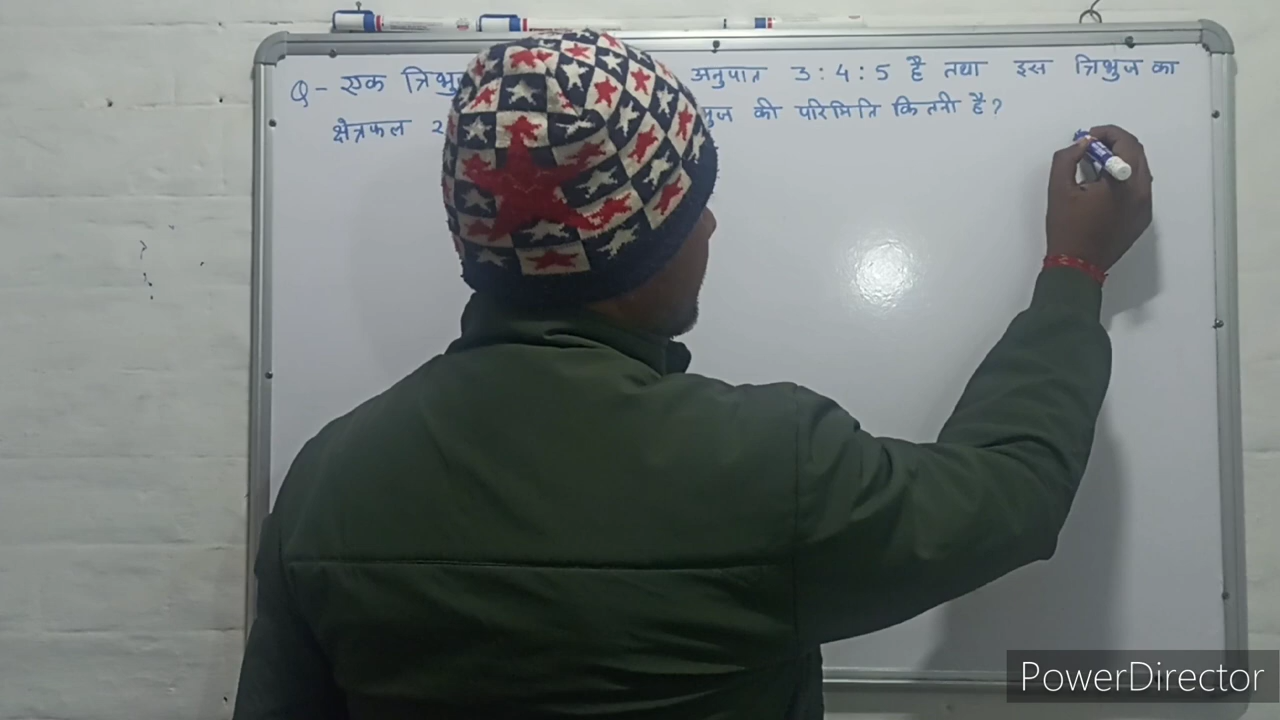 Q - एक त्रिभु अनुपात 3 : 4 : 5 है तथा इस त्रिभुज का
क्षेत्रफल 2 भुज की परिमिति कितनी है ?
PowerDirector